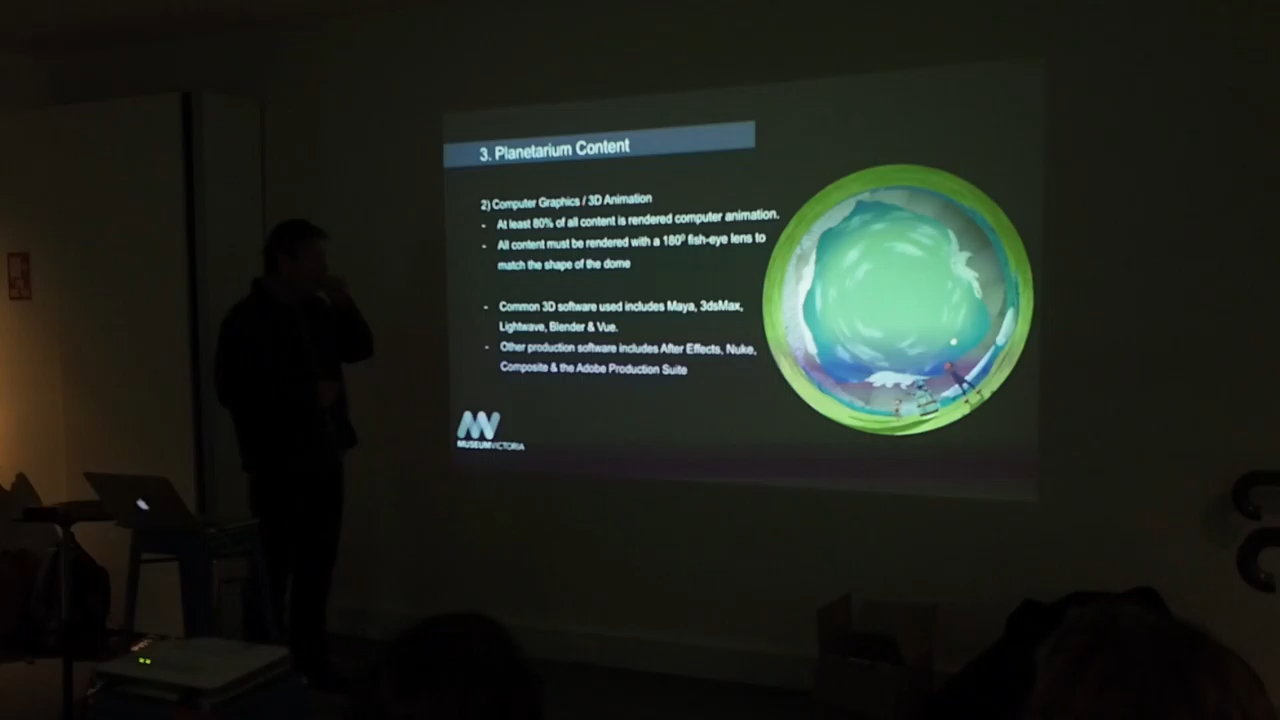 3. Planetarium Content
2) Computer Graphics / 3D Animation
- At least 80% of all content is rendered computer animation.
- All content must be rendered with a 180⁰ fish-eye lens to
match the shape of the dome
- Common 3D software used includes Maya, 3dsMax,
Lightwave, Blender & Vue.
- Other production software includes After Effects, Nuke,
Composite & the Adobe Production Suite
MUSEUMVICTORIA